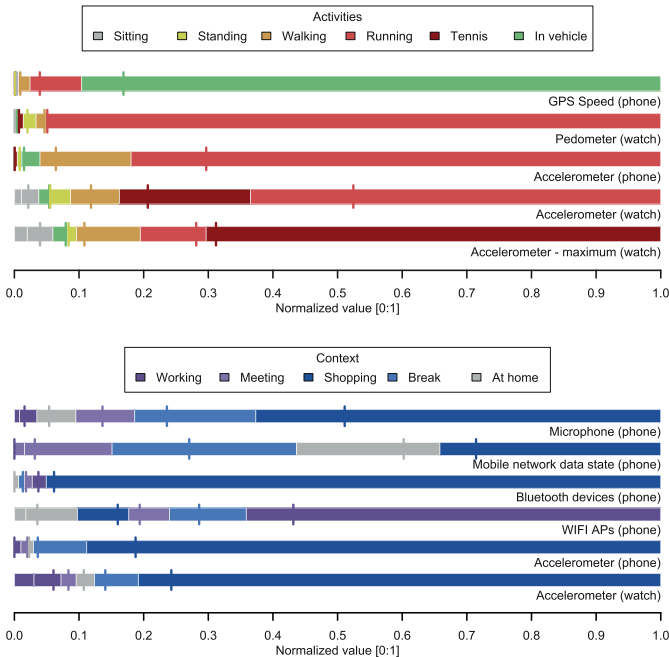 Activities
Sitting Standing Walking Running Tennis In vehicle
GPS Speed (phone)
Pedometer (watch)
Accelerometer (phone)
Accelerometer (watch)
Accelerometer - maximum (watch)
0.0 0.1 0.2 0.3 0.4 0.5 0.6 0.7 0.8 0.9 1.0
Normalized value [0:1]
Context
Working Meeting Shopping Break At home
Microphone (phone)
Mobile network data state (phone)
Bluetooth devices (phone)
WIFI APs (phone)
Accelerometer (phone)
Accelerometer (watch)
0.0 0.1 0.2 0.3 0.4 0.5 0.6 0.7 0.8 0.9 1.0
Normalized value [0:1]